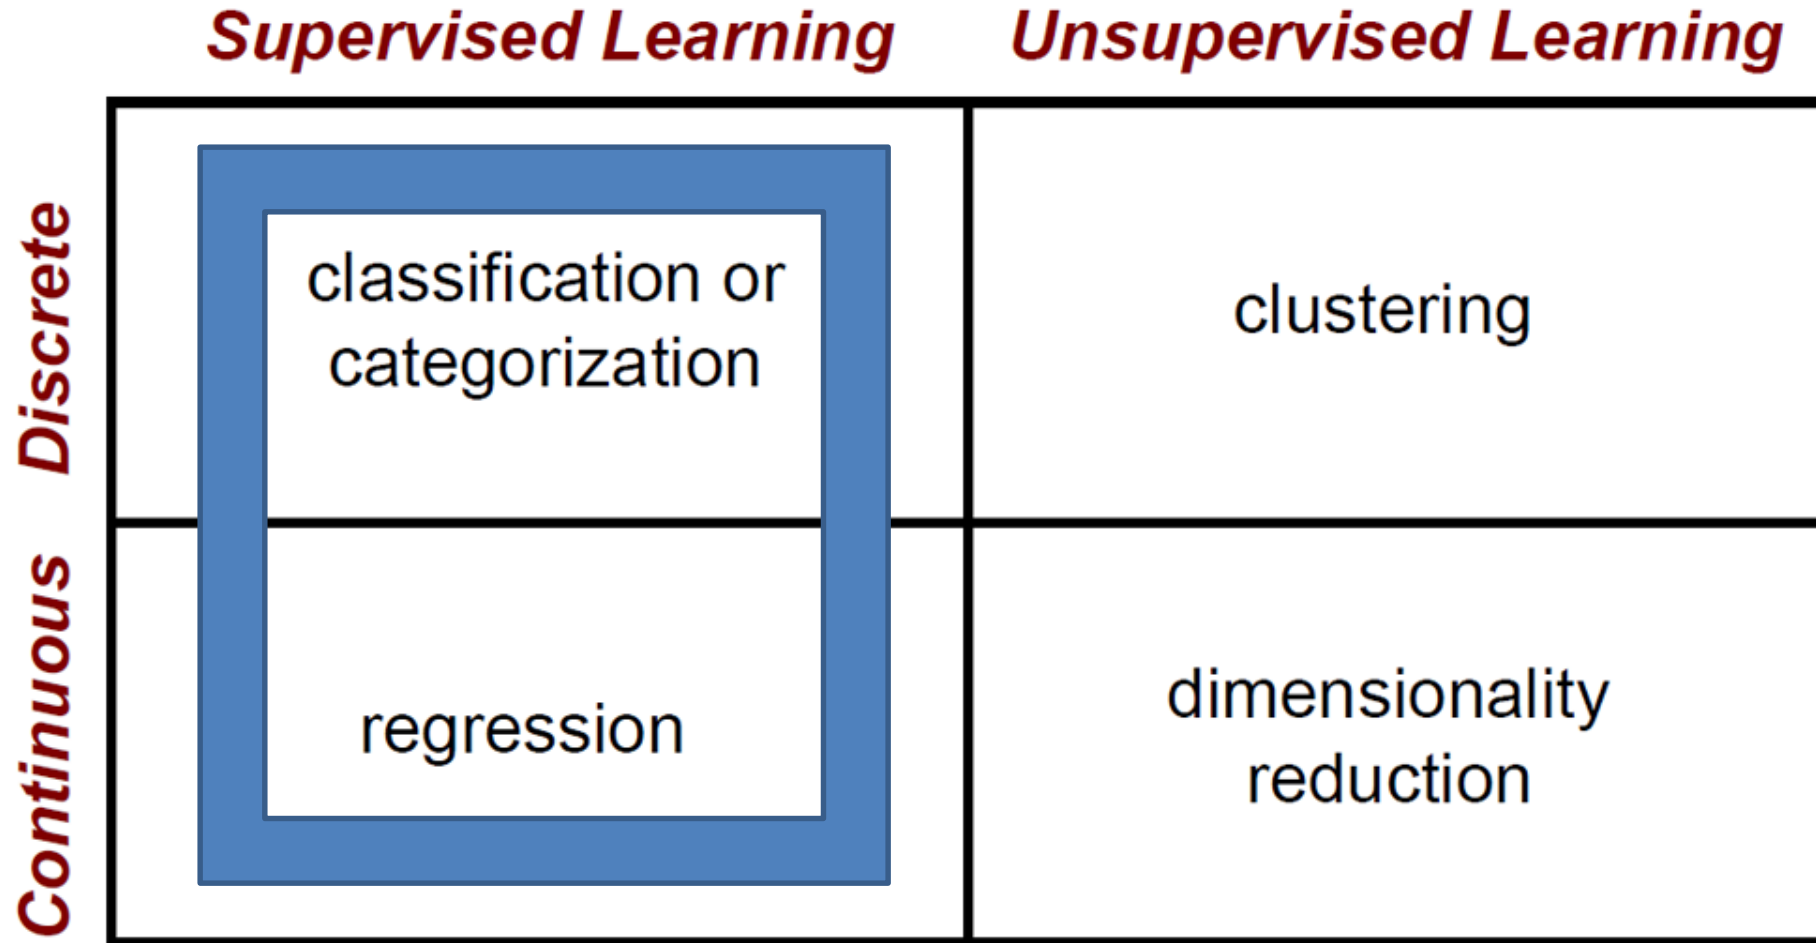 Supervised Learning
Unsupervised Learning
Discrete
classification or
categorization
clustering
Continuous
regression
dimensionality
reduction